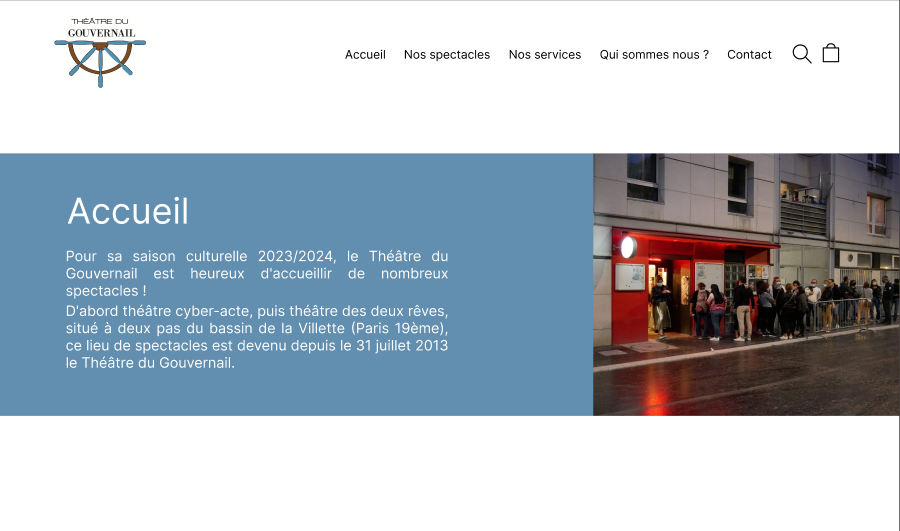 THÉÂTRE DU
GOUVERNAIL
Accueil Nos spectacles Nos services Qui sommes nous ? Contact
Accueil
Pour sa saison culturelle 2023/2024, le Théâtre du
Gouvernail est heureux d'accueillir de nombreux
spectacles !
D'abord théâtre cyber-acte, puis théâtre des deux rêves,
situé à deux pas du bassin de la Villette (Paris 19ème),
ce lieu de spectacles est devenu depuis le 31 juillet 2013
le Théâtre du Gouvernail.